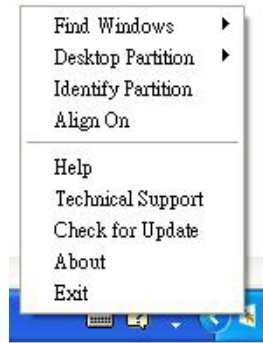 Find Windows
Desktop Partition
Identify Partition
Align On
Help
Technical Support
Check for Update
About
Exit